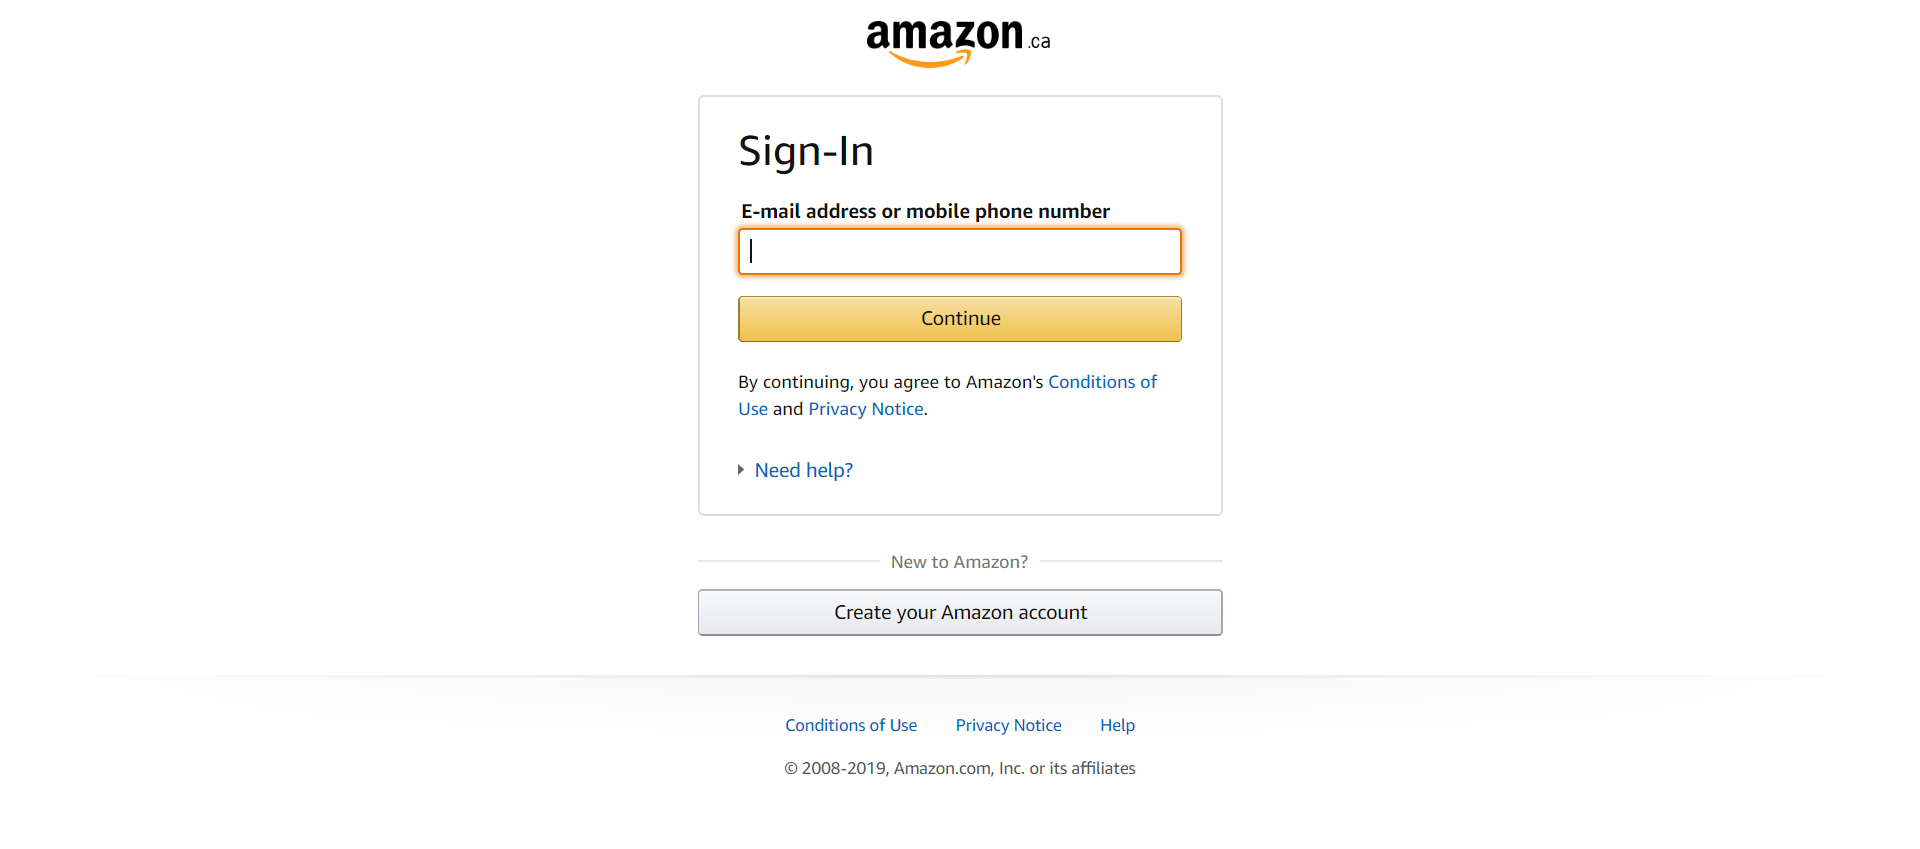 amazon.ca
Sign-In
E-mail address or mobile phone number
Continue
By continuing, you agree to Amazon's Conditions of
Use and Privacy Notice.
Need help?
New to Amazon?
Create your Amazon account
Conditions of Use Privacy Notice Help
© 2008-2019, Amazon.com, Inc. or its affiliates